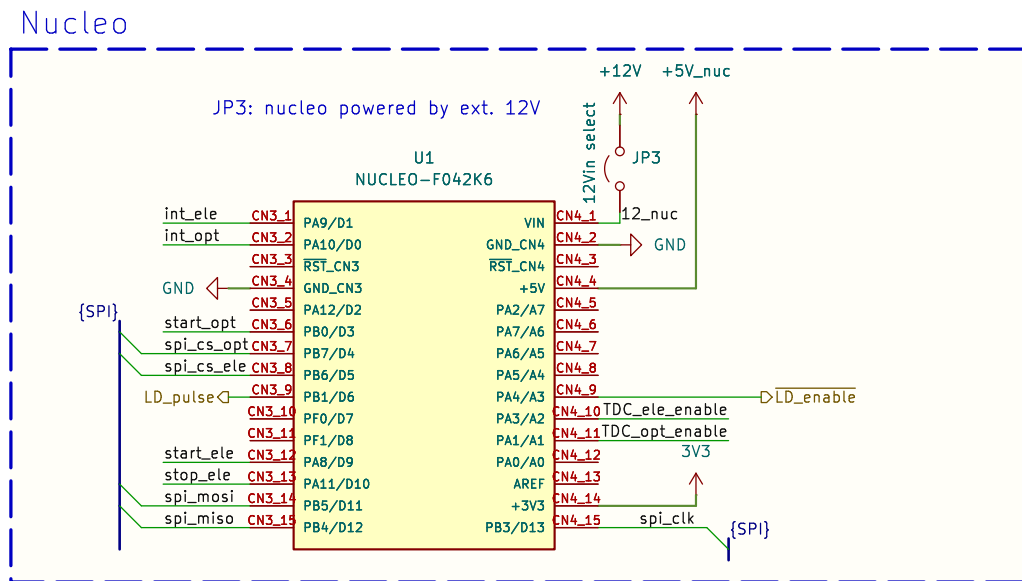 Nucleo
+12V
+5V_nuc
JP3: nucleo powered by ext. 12V
12Vin select
JP3
U1
NUCLEO-F042K6
12_nuc
int_ele CN3_1 PA9/D1 VIN CN4_1
int_opt CN3_2 PA10/D0 GND_CN4 CN4_2 GND
CN3_3 RST_CN3 RST_CN4 CN4_3
GND CN3_4 GND_CN3 +5V CN4_4
{SPI} CN3_5 PA12/D2 PA2/A7 CN4_5
start_opt CN3_6 PB0/D3 PA7/A6 CN4_6
spi_cs_opt CN3_7 PB7/D4 PA6/A5 CN4_7
spi_cs_ele CN3_8 PB6/D5 PA5/A4 CN4_8
LD_pulse CN3_9 PB1/D6 PA4/A3 CN4_9 LD_enable
CN3_10 PF0/D7 PA3/A2 CN4_10 TDC_ele_enable
CN3_11 PF1/D8 PA1/A1 CN4_11 TDC_opt_enable
3V3
start_ele CN3_12 PA8/D9 PA0/A0 CN4_12
stop_ele CN3_13 PA11/D10 AREF CN4_13
spi_mosi CN3_14 PB5/D11 +3V3 CN4_14
spi_miso CN3_15 PB4/D12 PB3/D13 CN4_15 spi_clk {SPI}